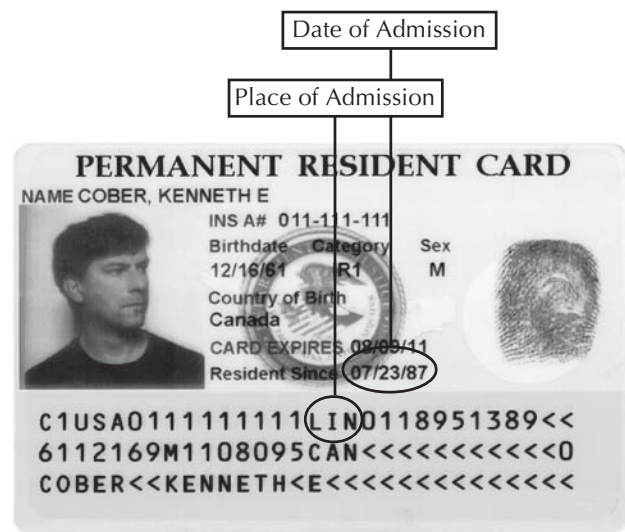 Date of Admission
Place of Admission
PERMANENT RESIDENT CARD
NAME COBER, KENNETH E
INS A# 011-111-111
Birthdate Category Sex
12/16/61 IR1 M
Country of Birth
Canada
CARD EXPIRES 08/09/11
Resident Since 07/23/87
C1USA0111111111LIN0118951389<<
6112169M1108095CAN<<<<<<<<<<<0
COBER<<KENNETH<E<<<<<<<<<<<<<<